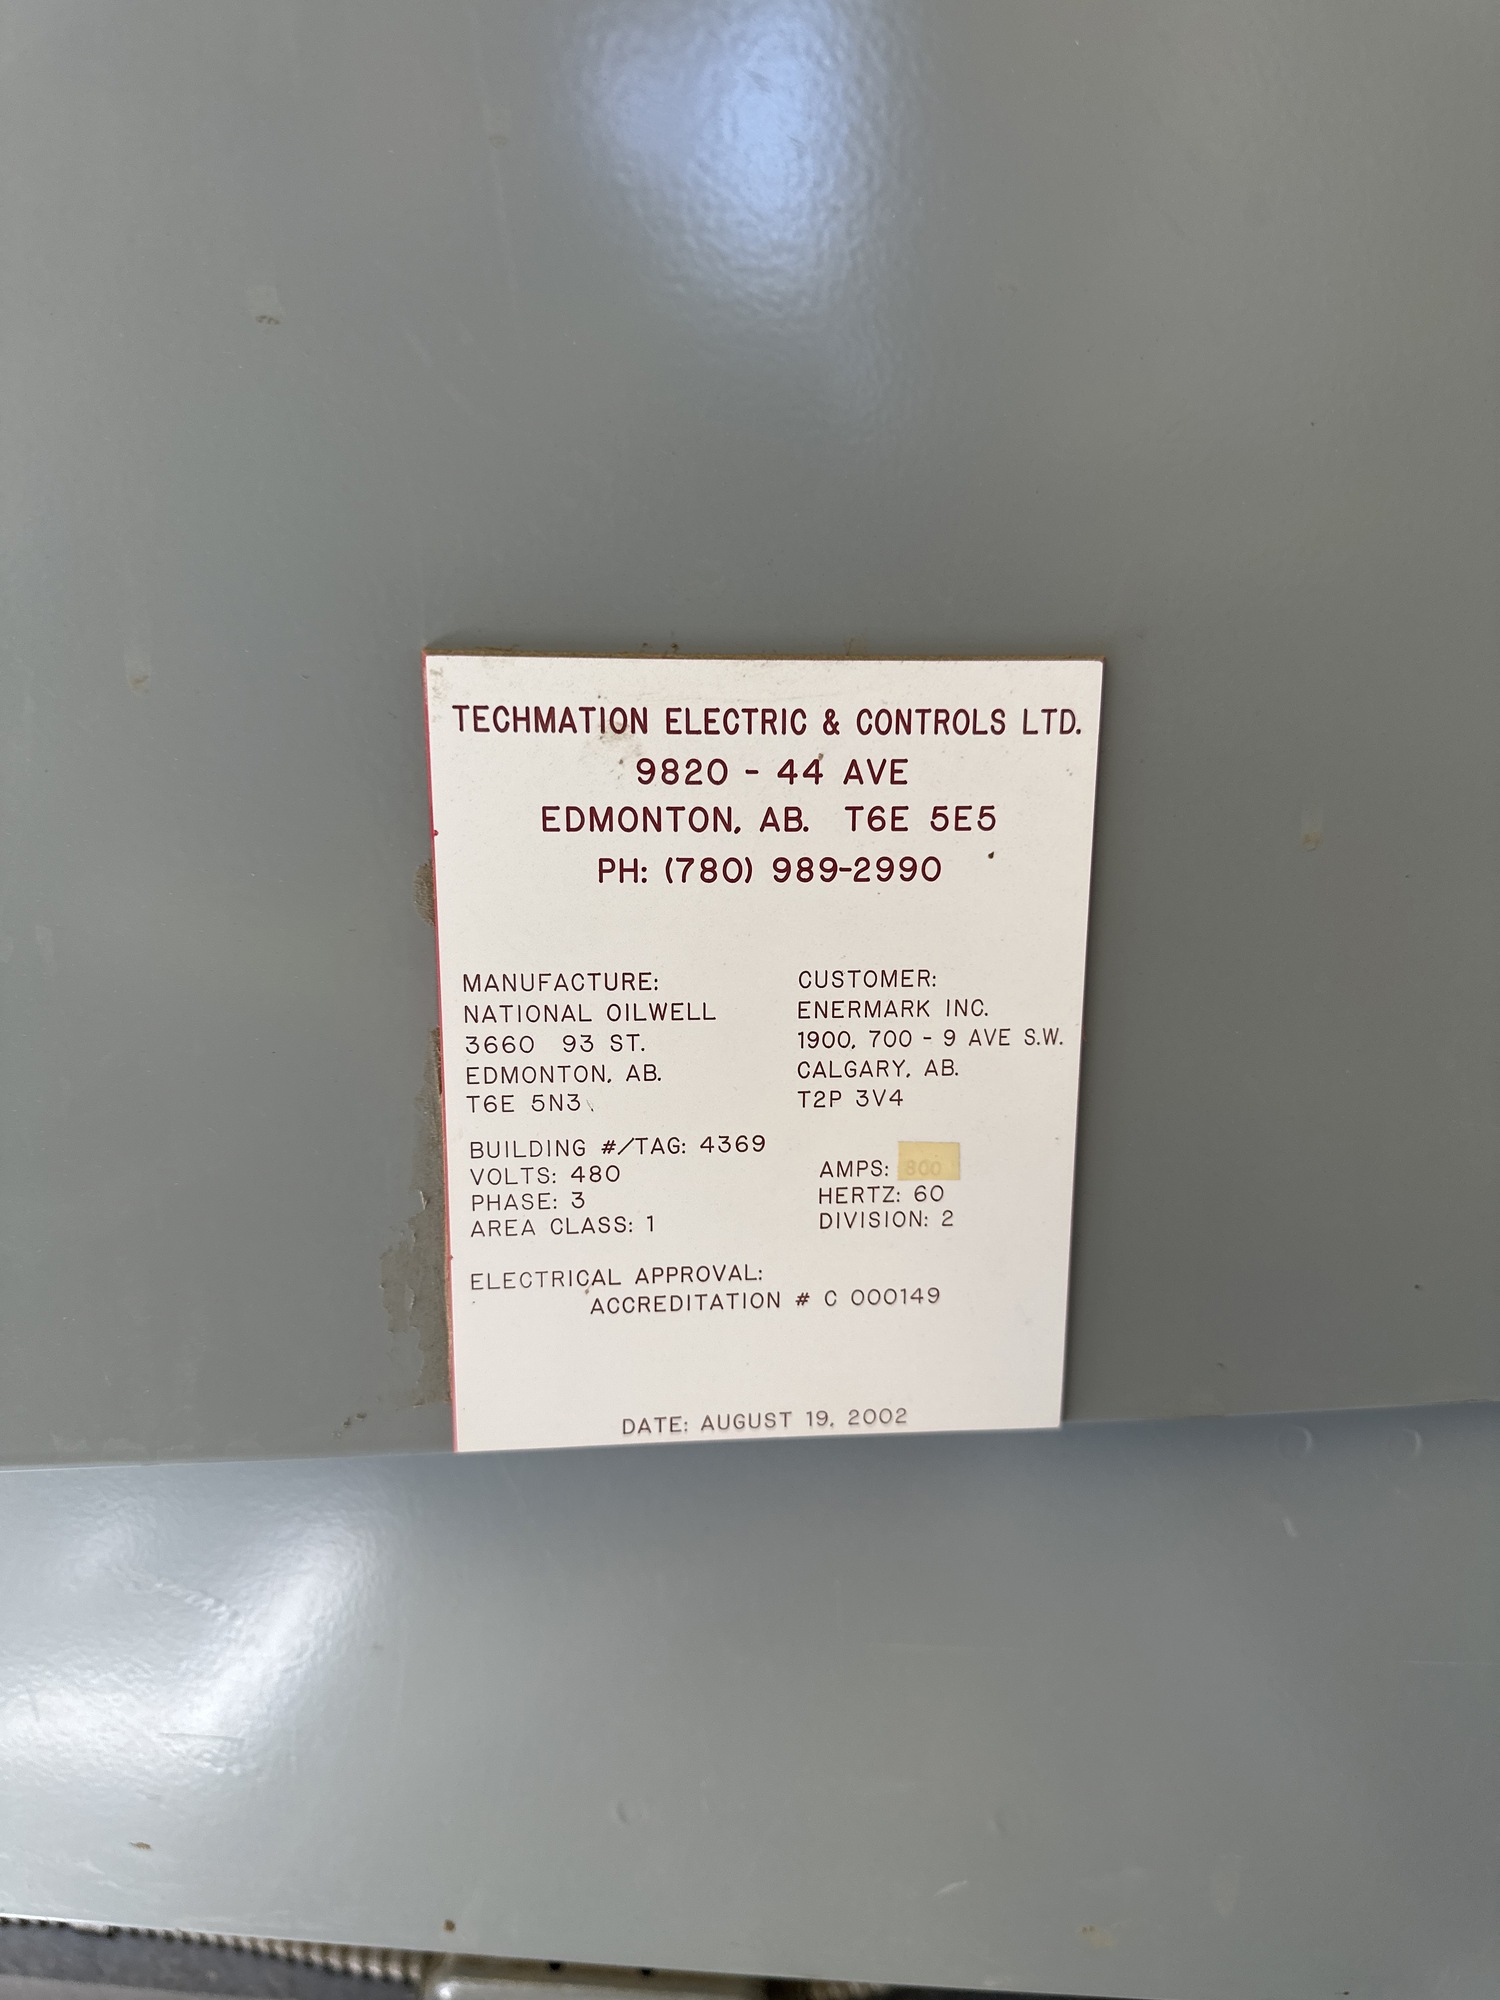 TECHMATION ELECTRIC & CONTROLS LTD.
9820 - 44 AVE
EDMONTON, AB. T6E 5E5
PH: (780) 989-2990
MANUFACTURE:
NATIONAL OILWELL
3660 93 ST.
EDMONTON, AB.
T6E 5N3
CUSTOMER:
ENERMARK INC.
1900, 700 - 9 AVE S.W.
CALGARY, AB.
T2P 3V4
BUILDING #/TAG: 4369
VOLTS: 480
PHASE: 3
AREA CLASS: 1
AMPS: 800
HERTZ: 60
DIVISION: 2
ELECTRICAL APPROVAL:
ACCREDITATION # C 000149
DATE: AUGUST 19, 2002